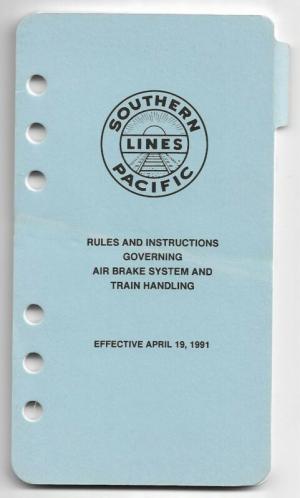 SOUTHERN
LINES
PACIFIC
RULES AND INSTRUCTIONS
GOVERNING
AIR BRAKE SYSTEM AND
TRAIN HANDLING
EFFECTIVE APRIL 19, 1991